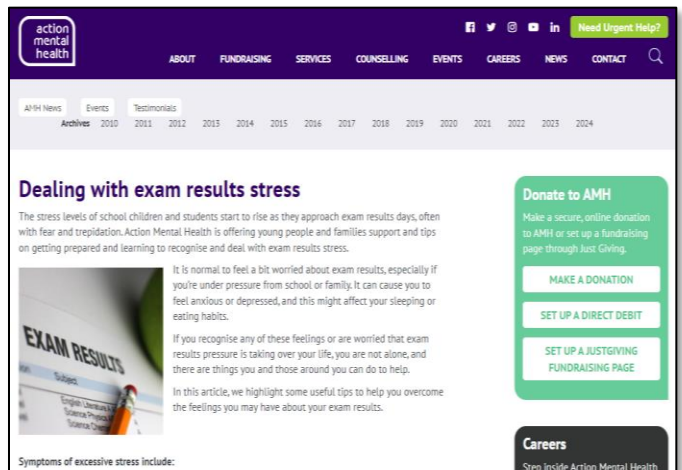 action
mental
health
Need Urgent Help?
ABOUT FUNDRAISING SERVICES COUNSELLING EVENTS CAREERS NEWS CONTACT
AMH News Events Testimonials
Archives 2010 2011 2012 2013 2014 2015 2016 2017 2018 2019 2020 2021 2022 2023 2024
Dealing with exam results stress
The stress levels of school children and students start to rise as they approach exam results days, often
with fear and trepidation. Action Mental Health is offering young people and families support and tips
on getting prepared and learning to recognise and deal with exam results stress.
EXAM RESULTS
Subject
English Literature
Science Physics
Science
It is normal to feel a bit worried about exam results, especially if
you're under pressure from school or family. It can cause you to
feel anxious or depressed, and this might affect your sleeping or
eating habits.
If you recognise any of these feelings or are worried that exam
results pressure is taking over your life, you are not alone, and
there are things you and those around you can do to help.
In this article, we highlight some useful tips to help you overcome
the feelings you may have about your exam results.
Symptoms of excessive stress include:
Donate to AMH
Make a secure, online donation
to AMH or set up a fundraising
page through Just Giving.
MAKE A DONATION
SET UP A DIRECT DEBIT
SET UP A JUSTGIVING
FUNDRAISING PAGE
Careers
Step inside Action Mental Health